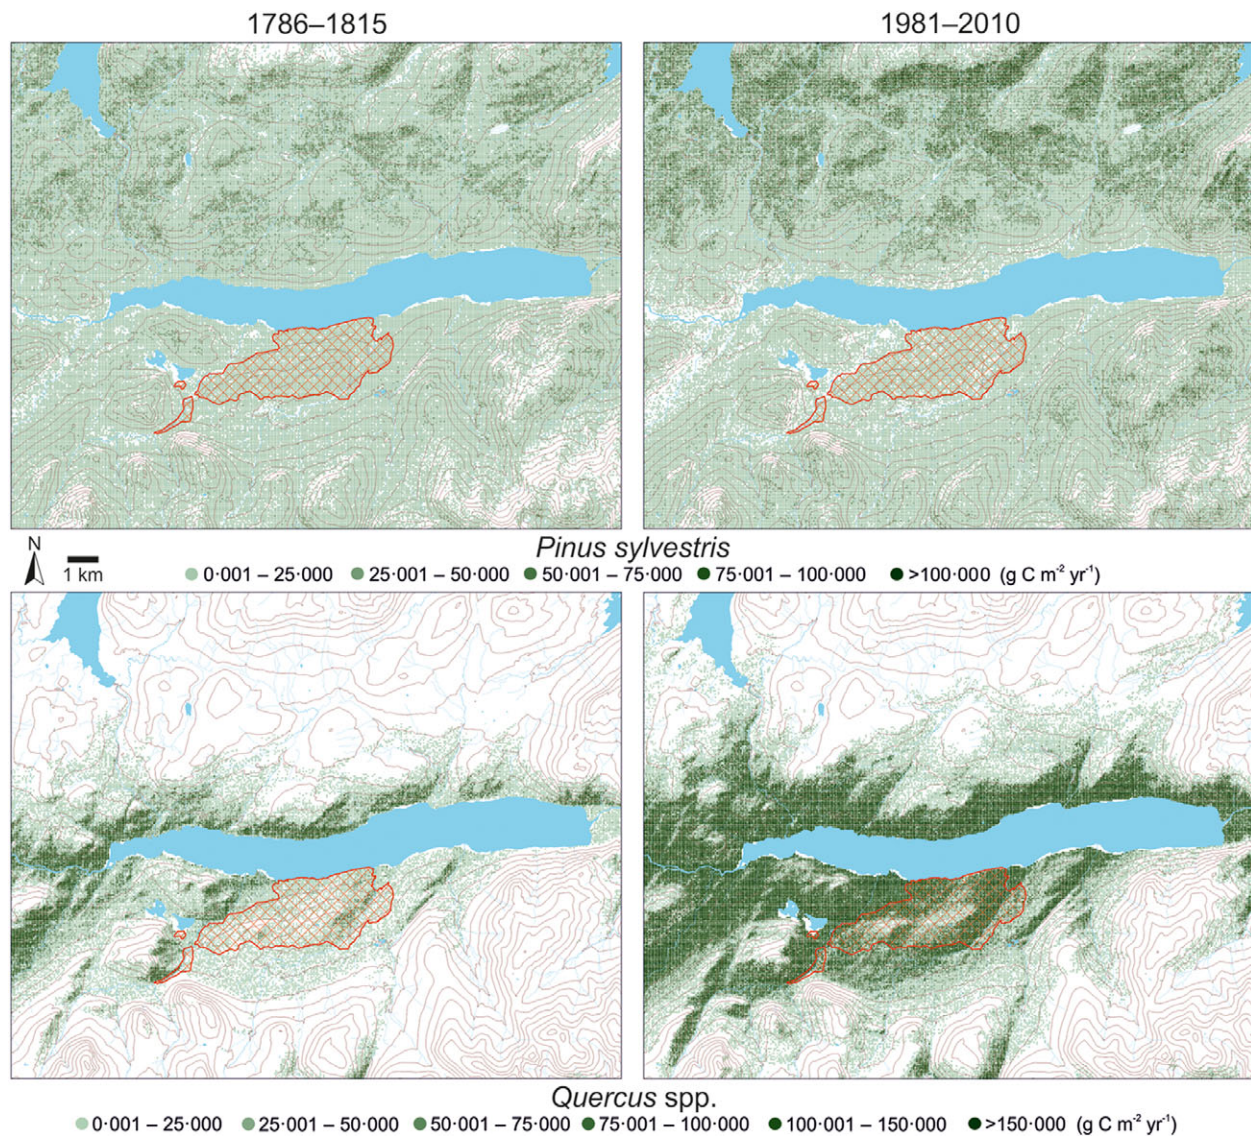 1786–1815
1981–2010
N
1 km
Pinus sylvestris
0·001 – 25·000 25·001 – 50·000 50·001 – 75·000 75·001 – 100·000 >100·000 (g C m⁻² yr⁻¹)
Quercus spp.
0·001 – 25·000 25·001 – 50·000 50·001 – 75·000 75·001 – 100·000 100·001 – 150·000 >150·000 (g C m⁻² yr⁻¹)